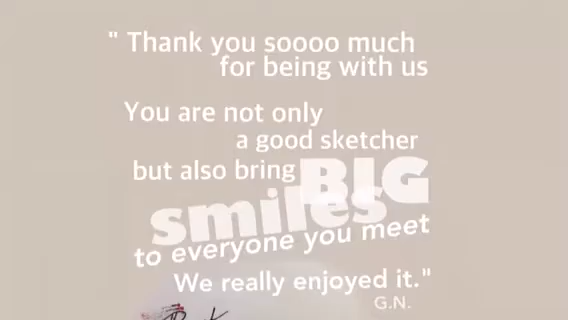 " Thank you soooo much
for being with us
You are not only
a good sketcher
but also bring BIG
smiles
to everyone you meet
We really enjoyed it."
G.N.